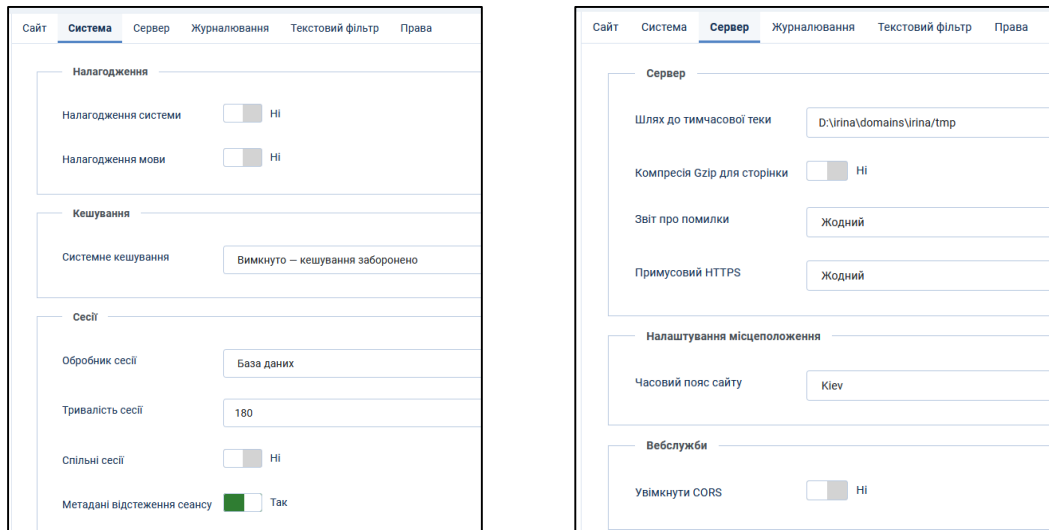 Сайт Система Сервер Журналювання Текстовий фільтр Права
Налагодження
Налагодження системи Ні
Налагодження мови Ні
Кешування
Системне кешування Вимкнуто — кешування заборонено
Сесії
Обробник сесії База даних
Тривалість сесії 180
Спільні сесії Ні
Метадані відстеження сеансу Так
Сайт Система Сервер Журналювання Текстовий фільтр Права
Сервер
Шлях до тимчасової теки D:\irina\domains\irina/tmp
Компресія Gzip для сторінки Ні
Звіт про помилки Жодний
Примусовий HTTPS Жодний
Налаштування місцеположення
Часовий пояс сайту Kiev
Вебслужби
Увімкнути CORS Ні